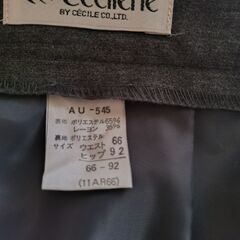 BY CÉCILE CO.,LTD.
AU-545
表地 ポリエステル 65%
レーヨン 35%
裏地 ポリエステル
サイズ ウエスト 66
ヒップ 92
66-92
(11AR66)